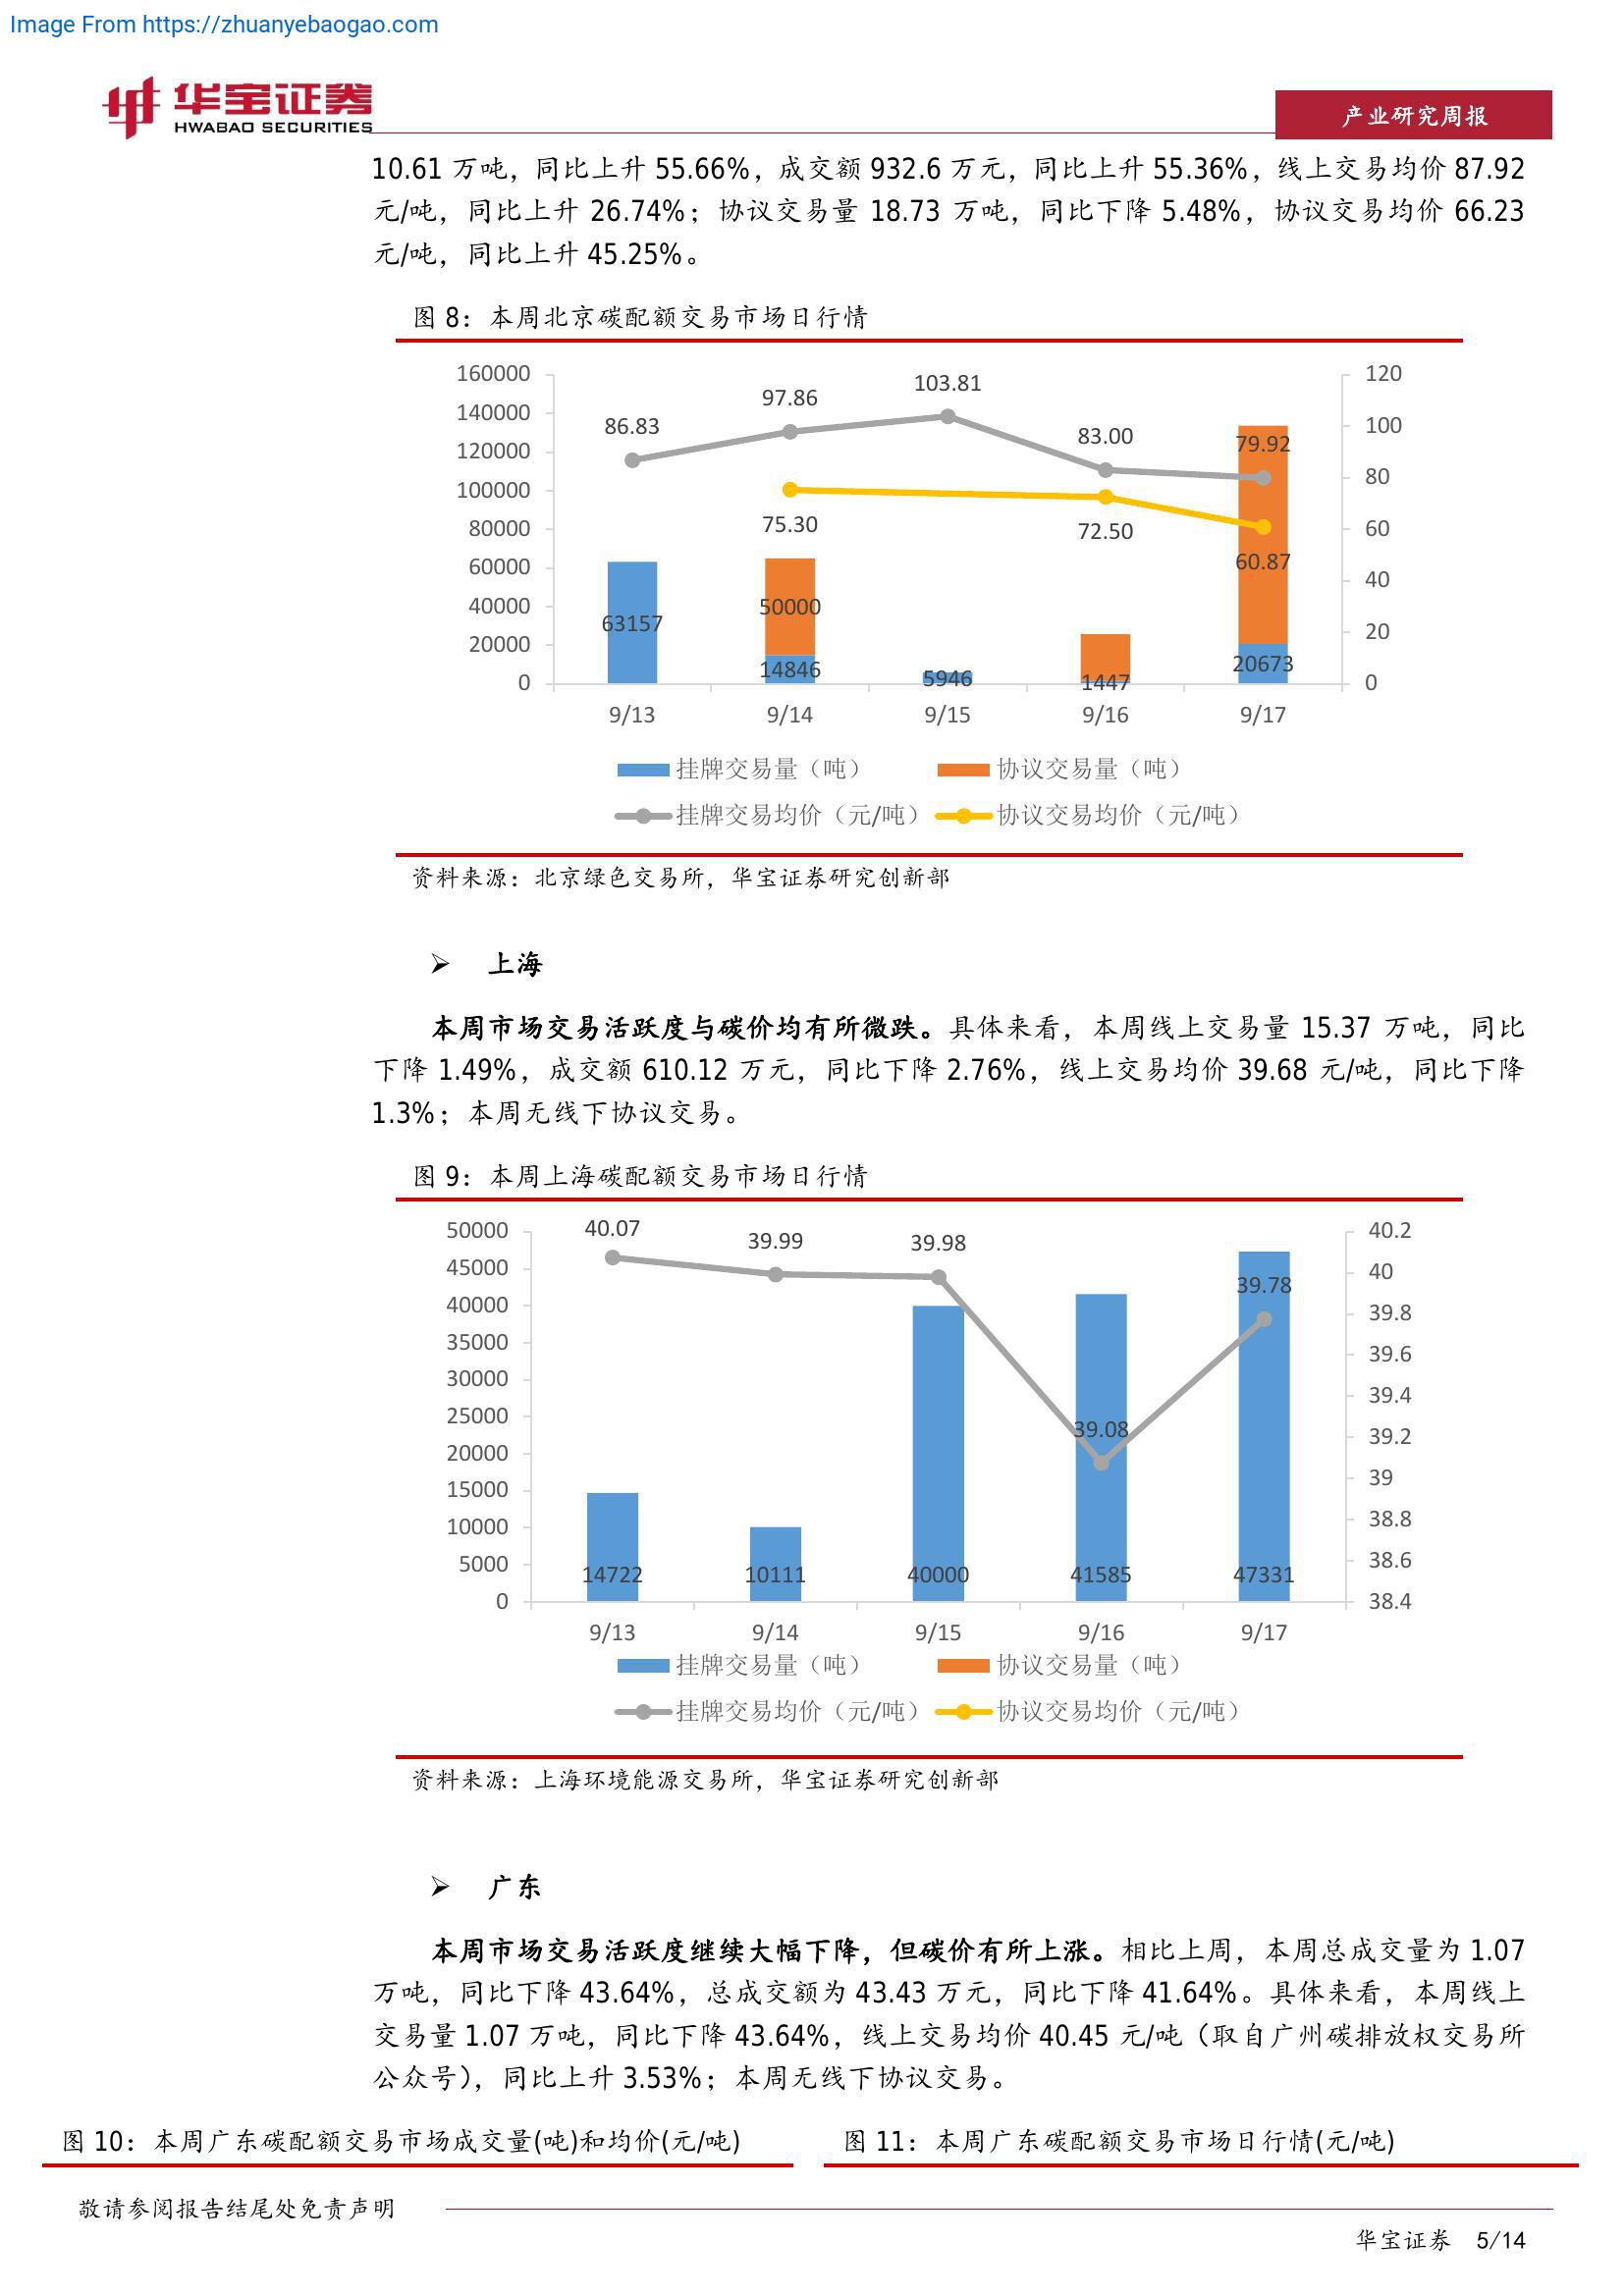 Image From https://zhuanyebaogao.com
华宝证券
HWABAO SECURITIES
产业研究周报
10.61 万吨，同比上升 55.66%，成交额 932.6 万元，同比上升 55.36%，线上交易均价 87.92
元/吨，同比上升 26.74%；协议交易量 18.73 万吨，同比下降 5.48%，协议交易均价 66.23
元/吨，同比上升 45.25%。
图 8：本周北京碳配额交易市场日行情
160000
140000
120000
100000
80000
60000
40000
20000
0
120
100
80
60
40
20
0
86.83
97.86
103.81
83.00
79.92
75.30
72.50
60.87
63157
50000
14846
5946
1447
20673
9/13 9/14 9/15 9/16 9/17
挂牌交易量（吨） 协议交易量（吨）
挂牌交易均价（元/吨） 协议交易均价（元/吨）
资料来源：北京绿色交易所，华宝证券研究创新部
➢ 上海
本周市场交易活跃度与碳价均有所微跌。具体来看，本周线上交易量 15.37 万吨，同比
下降 1.49%，成交额 610.12 万元，同比下降 2.76%，线上交易均价 39.68 元/吨，同比下降
1.3%；本周无线下协议交易。
图 9：本周上海碳配额交易市场日行情
50000
45000
40000
35000
30000
25000
20000
15000
10000
5000
0
40.2
40
39.8
39.6
39.4
39.2
39
38.8
38.6
38.4
40.07
39.99
39.98
39.08
39.78
14722 10111 40000 41585 47331
9/13 9/14 9/15 9/16 9/17
挂牌交易量（吨） 协议交易量（吨）
挂牌交易均价（元/吨） 协议交易均价（元/吨）
资料来源：上海环境能源交易所，华宝证券研究创新部
➢ 广东
本周市场交易活跃度继续大幅下降，但碳价有所上涨。相比上周，本周总成交量为 1.07
万吨，同比下降 43.64%，总成交额为 43.43 万元，同比下降 41.64%。具体来看，本周线上
交易量 1.07 万吨，同比下降 43.64%，线上交易均价 40.45 元/吨（取自广州碳排放权交易所
公众号），同比上升 3.53%；本周无线下协议交易。
图 10：本周广东碳配额交易市场成交量(吨)和均价(元/吨)
图 11：本周广东碳配额交易市场日行情(元/吨)
敬请参阅报告结尾处免责声明
华宝证券 5/14